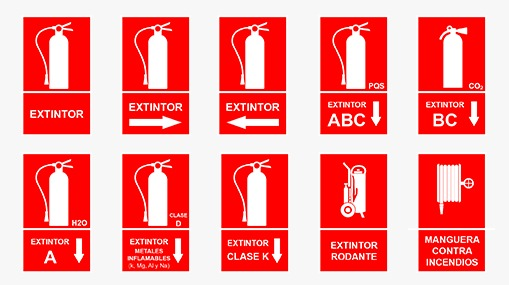 EXTINTOR
EXTINTOR
EXTINTOR
PQS
EXTINTOR
ABC
CO₂
EXTINTOR
BC
H2O
EXTINTOR
A
CLASE
D
EXTINTOR
METALES
INFLAMABLES
(k, Mg, Al y Na)
EXTINTOR
CLASE K
EXTINTOR
RODANTE
MANGUERA
CONTRA
INCENDIOS